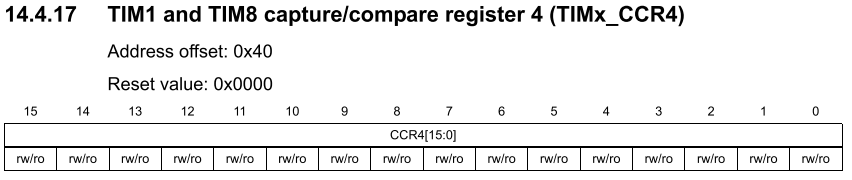 14.4.17 TIM1 and TIM8 capture/compare register 4 (TIMx_CCR4)
Address offset: 0x40
Reset value: 0x0000
15 14 13 12 11 10 9 8 7 6 5 4 3 2 1 0
CCR4[15:0]
rw/ro rw/ro rw/ro rw/ro rw/ro rw/ro rw/ro rw/ro rw/ro rw/ro rw/ro rw/ro rw/ro rw/ro rw/ro rw/ro